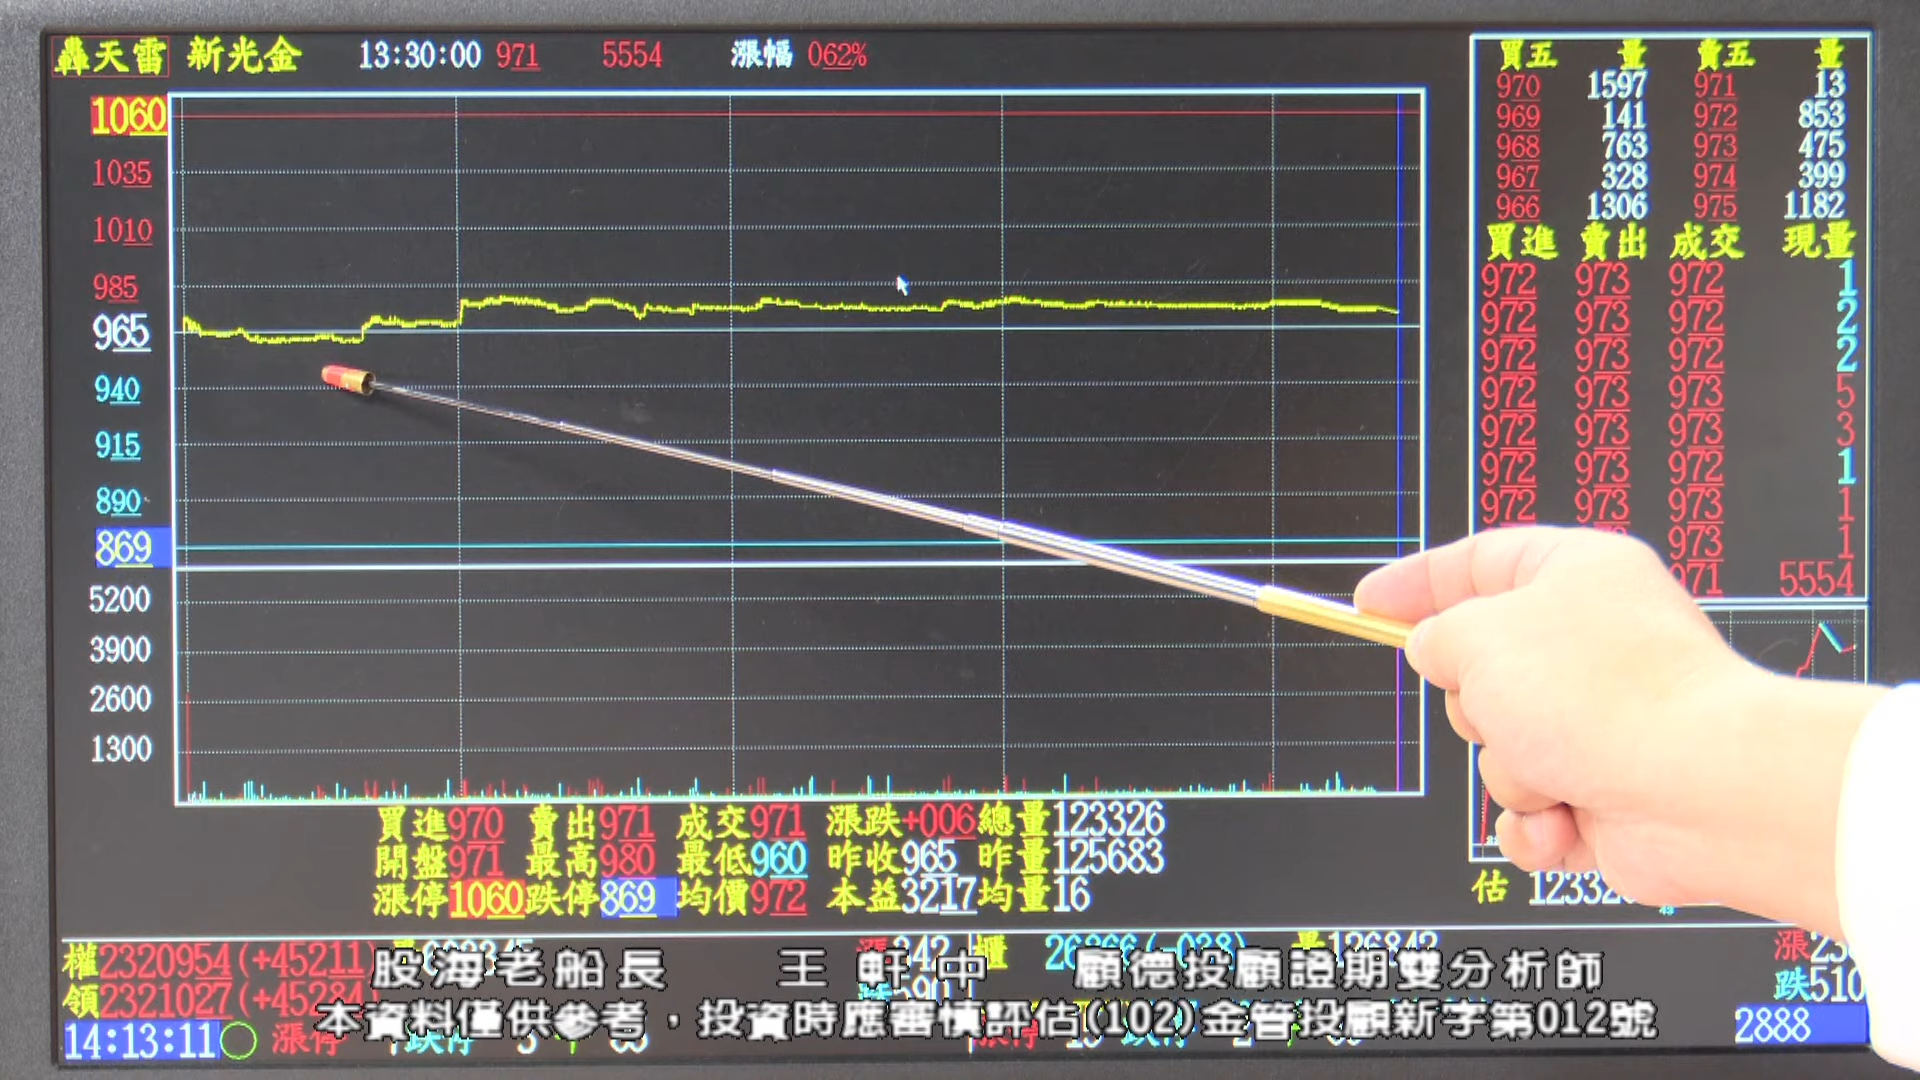 轟天雷 新光金 13:30:00 971 5554 漲幅 062%
買五 量 賣五 量
970 1597 971 13
969 141 972 853
968 763 973 475
967 328 974 399
966 1306 975 1182
買進 賣出 成交 現量
972 973 972 1
972 973 972 2
972 973 972 2
972 973 973 5
972 973 973 3
972 973 972 1
972 973 973 1
973 1
971 5554
1060
1035
1010
985
965
940
915
890
869
5200
3900
2600
1300
買進970 賣出971 成交971 漲跌+006 總量123326
開盤971 最高980 最低960 昨收965 昨量125683
漲停1060 跌停869 均價972 本益3217 均量16
估
權2320954(+45211)
領2321027(+45284)
櫃
漲
跌510
14:13:11 漲停 跌停
2888
股海老船長 王軒中 顧德投顧證期雙分析師
本資料僅供參考，投資時應審慎評估(102)金管投顧新字第012號